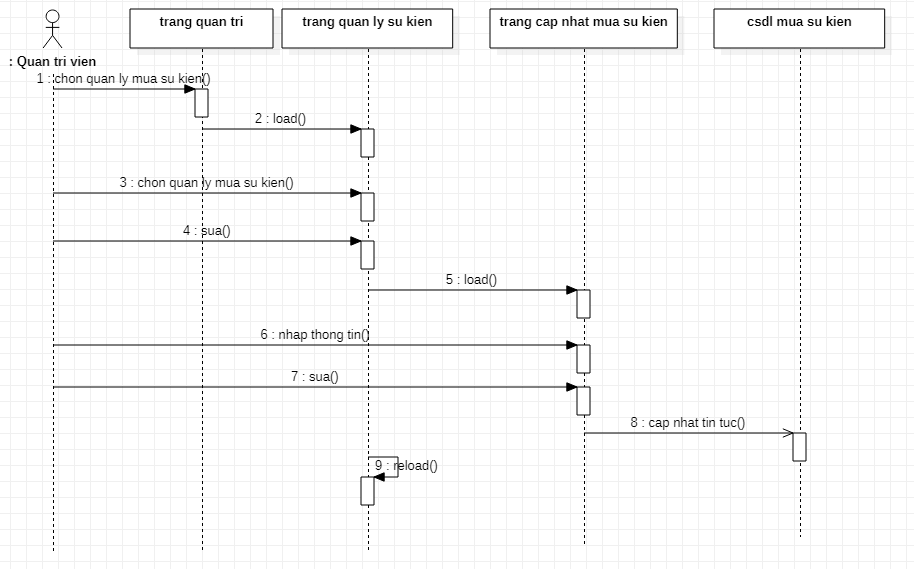 trang quan tri
trang quan ly su kien
trang cap nhat mua su kien
csdl mua su kien
: Quan tri vien
1 : chon quan ly mua su kien()
2 : load()
3 : chon quan ly mua su kien()
4 : sua()
5 : load()
6 : nhap thong tin()
7 : sua()
8 : cap nhat tin tuc()
9 : reload()